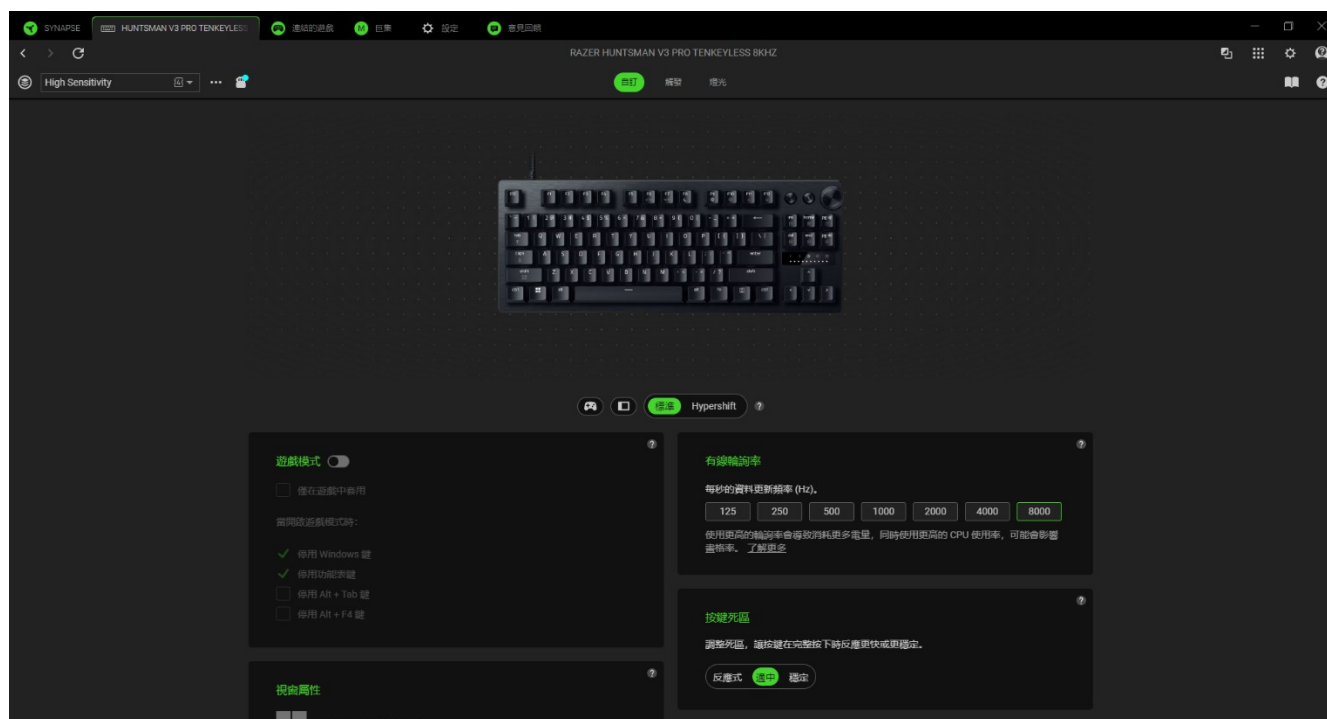 SYNAPSE
HUNTSMAN V3 PRO TENKEYLESS
連結的遊戲
巨集
設定
意見回饋
RAZER HUNTSMAN V3 PRO TENKEYLESS 8KHZ
High Sensitivity
自訂
觸發
燈光
標準
Hypershift
遊戲模式
僅在遊戲中套用
當開啟遊戲模式時:
停用 Windows 鍵
停用功能表鍵
停用 Alt + Tab 鍵
停用 Alt + F4 鍵
視窗屬性
有線輪詢率
每秒的資料更新頻率 (Hz)。
125 250 500 1000 2000 4000 8000
使用更高的輪詢率會導致消耗更多電量，同時使用更高的 CPU 使用率，可能會影響
畫格率。 了解更多
按鍵死區
調整死區，讓按鍵在完整按下時反應更快或更穩定。
反應式 適中 穩定